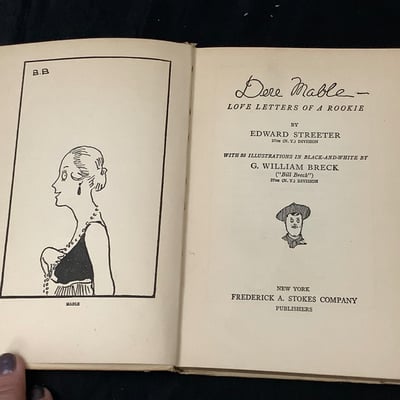 B.B
MABLE
Dere Mable—
LOVE LETTERS OF A ROOKIE
BY
EDWARD STREETER
27TH (N. Y.) DIVISION
WITH 35 ILLUSTRATIONS IN BLACK-AND-WHITE BY
G. WILLIAM BRECK
("Bill Breck")
27TH (N. Y.) DIVISION
NEW YORK
FREDERICK A. STOKES COMPANY
PUBLISHERS